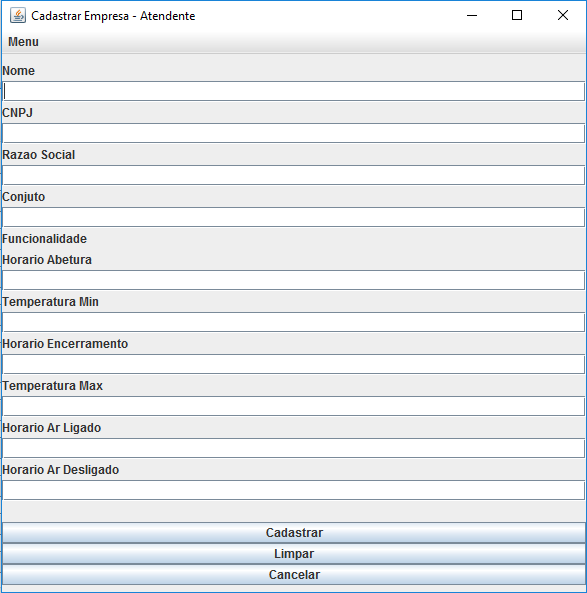 Cadastrar Empresa - Atendente
Menu
Nome
CNPJ
Razao Social
Conjuto
Funcionalidade
Horario Abetura
Temperatura Min
Horario Encerramento
Temperatura Max
Horario Ar Ligado
Horario Ar Desligado
Cadastrar
Limpar
Cancelar